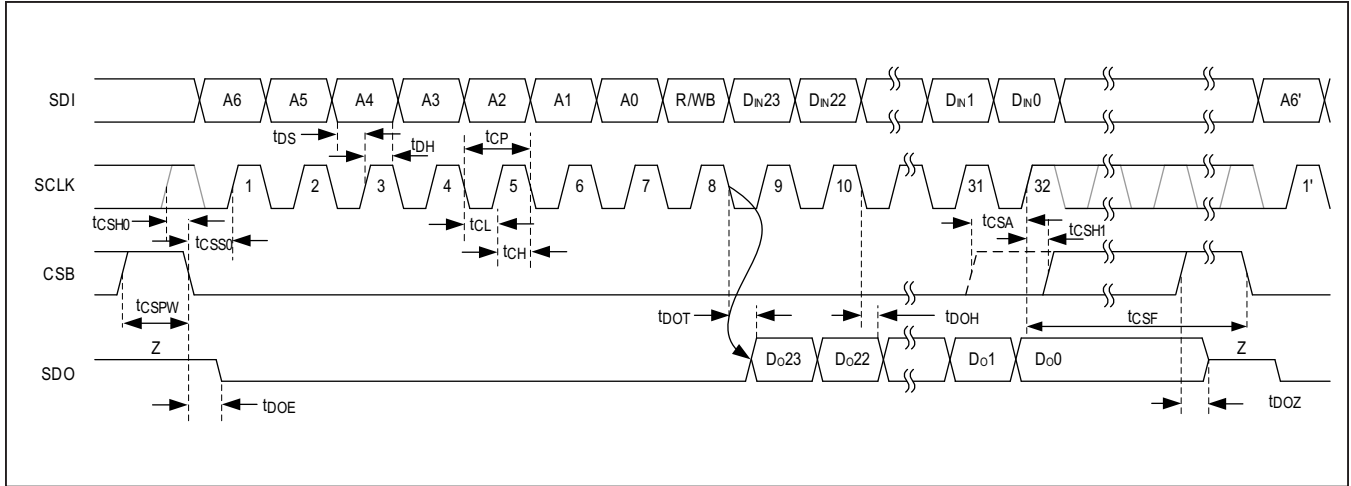 SDI A6 A5 A4 A3 A2 A1 A0 R/WB DIN23 DIN22 DIN1 DIN0 A6'
tDS tDH tCP
SCLK 1 2 3 4 5 6 7 8 9 10 31 32 1'
tCSH0 tCSS0 tCL tCH tCSA tCSH1
CSB
tCSPW tDOT tDOH tCSF
Z Z
SDO DO23 DO22 DO1 DO0
tDOE tDOZ